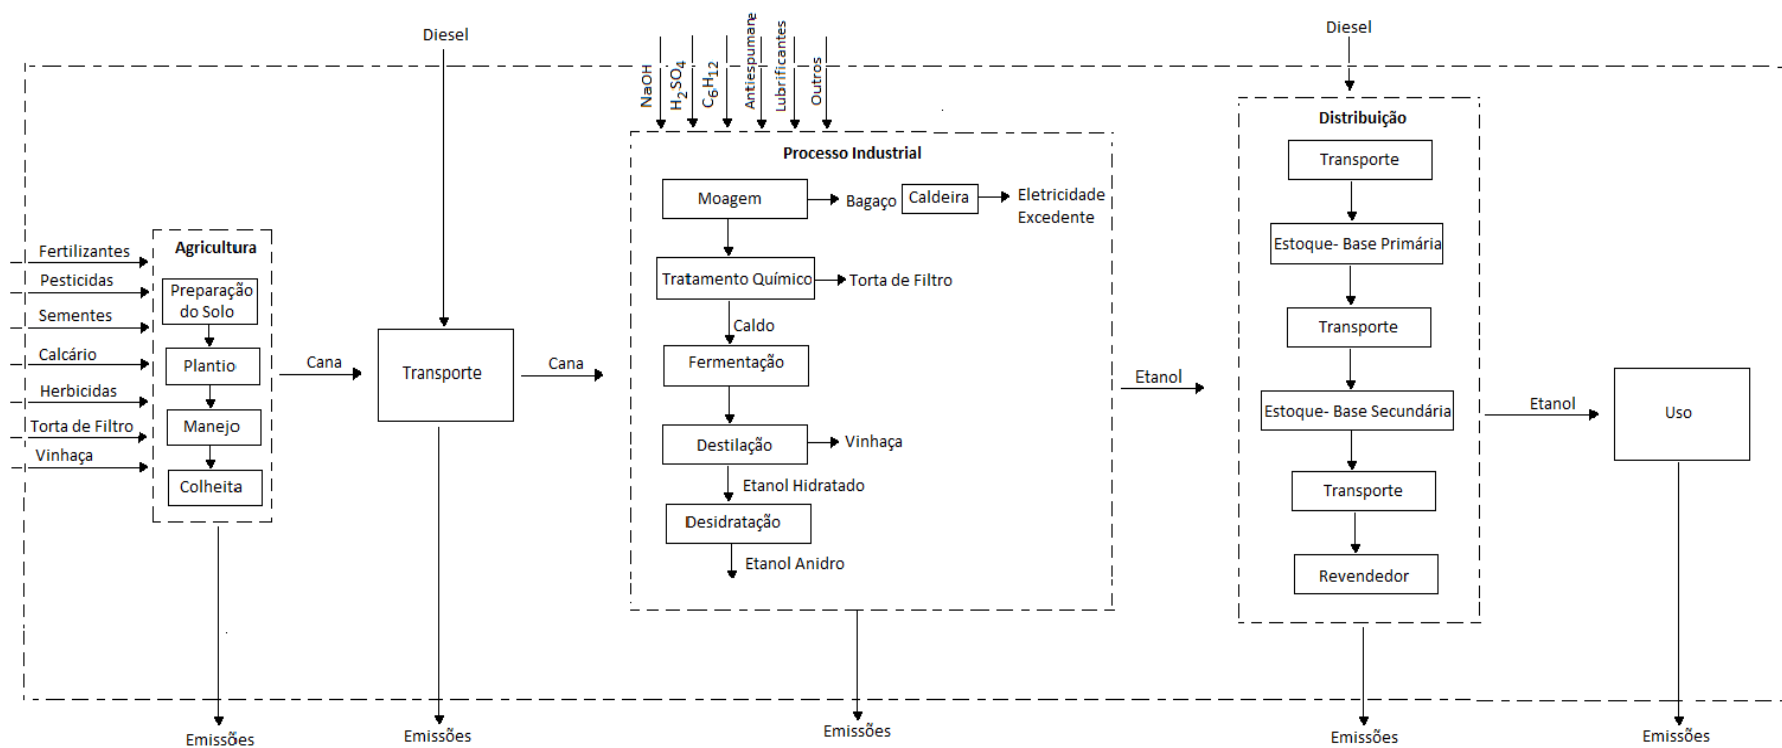 Diesel
NaOH
H2SO4
C6H12
Antiespumane
Lubrificantes
Outros
Diesel
Agricultura
Fertilizantes
Pesticidas
Sementes
Calcário
Herbicidas
Torta de Filtro
Vinhaça
Preparação
do Solo
Plantio
Manejo
Colheita
Cana
Transporte
Cana
Processo Industrial
Moagem
Bagaço
Caldeira
Eletricidade
Excedente
Tratamento Químico
Torta de Filtro
Caldo
Fermentação
Destilação
Vinhaça
Etanol Hidratado
Desidratação
Etanol Anidro
Etanol
Distribuição
Transporte
Estoque- Base Primária
Transporte
Estoque- Base Secundária
Transporte
Revendedor
Etanol
Uso
Emissões
Emissões
Emissões
Emissões
Emissões